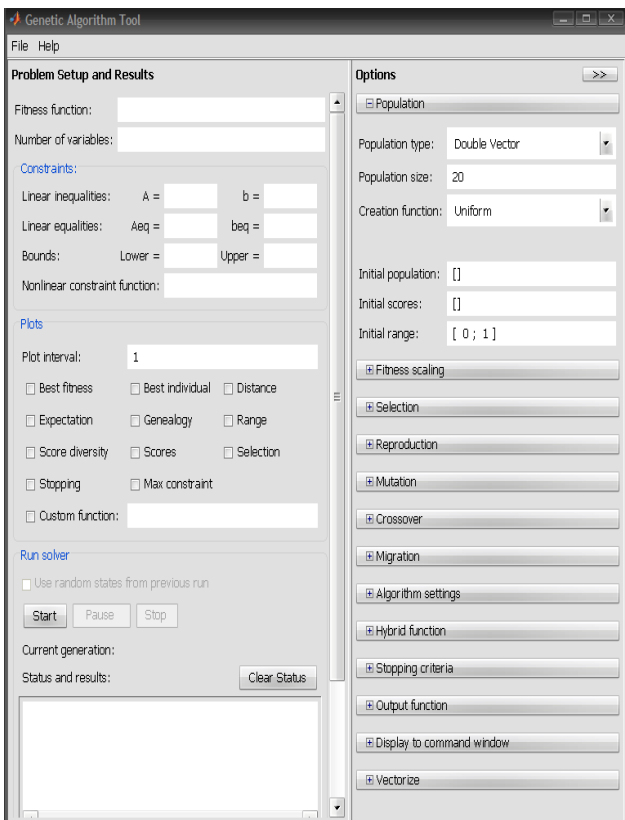 Genetic Algorithm Tool
File Help
Problem Setup and Results
Fitness function:
Number of variables:
Constraints:
Linear inequalities: A = b =
Linear equalities: Aeq = beq =
Bounds: Lower = Upper =
Nonlinear constraint function:
Plots
Plot interval: 1
Best fitness Best individual Distance
Expectation Genealogy Range
Score diversity Scores Selection
Stopping Max constraint
Custom function:
Run solver
Use random states from previous run
Start Pause Stop
Current generation:
Status and results: Clear Status
Options >>
Population
Population type: Double Vector
Population size: 20
Creation function: Uniform
Initial population: []
Initial scores: []
Initial range: [ 0 ; 1 ]
Fitness scaling
Selection
Reproduction
Mutation
Crossover
Migration
Algorithm settings
Hybrid function
Stopping criteria
Output function
Display to command window
Vectorize